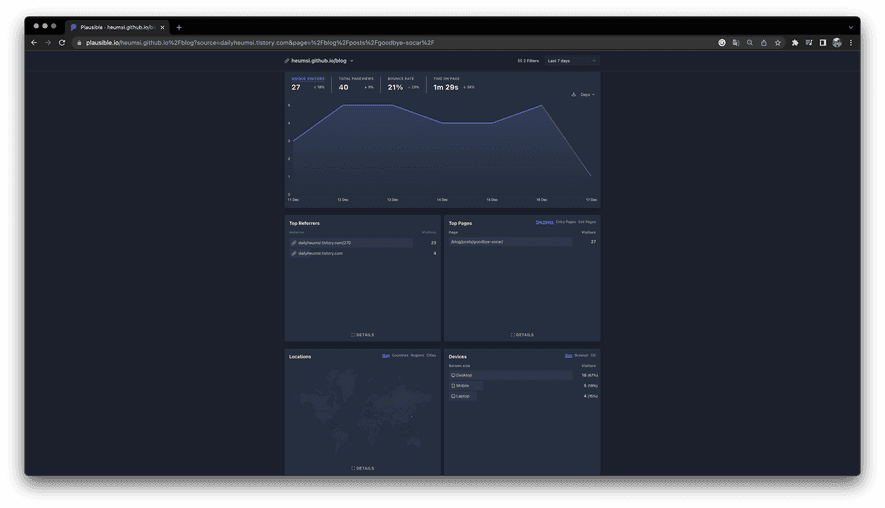 Plausible · heumsi.github.io/bl
plausible.io/heumsi.github.io%2Fblog?source=dailyheumsi.tistory.com&page=%2Fblog%2Fposts%2Fgoodbye-socar%2F
heumsi.github.io/blog
2 Filters
Last 7 days
UNIQUE VISITORS
27
TOTAL PAGEVIEWS
40
BOUNCE RATE
21%
TIME ON PAGE
1m 29s
Days
5
4
3
2
1
0
11 Dec 12 Dec 13 Dec 14 Dec 15 Dec 16 Dec 17 Dec
Top Referrers
Referrer Visitors
dailyheumsi.tistory.com/270 23
dailyheumsi.tistory.com 4
DETAILS
Top Pages
Top Pages Entry Pages Exit Pages
Page Visitors
/blog/posts/goodbye-socar/ 27
DETAILS
Locations
Map Countries Regions Cities
DETAILS
Devices
Size Browser OS
Screen size Visitors
Desktop 18 (67%)
Mobile 5 (19%)
Laptop 4 (15%)